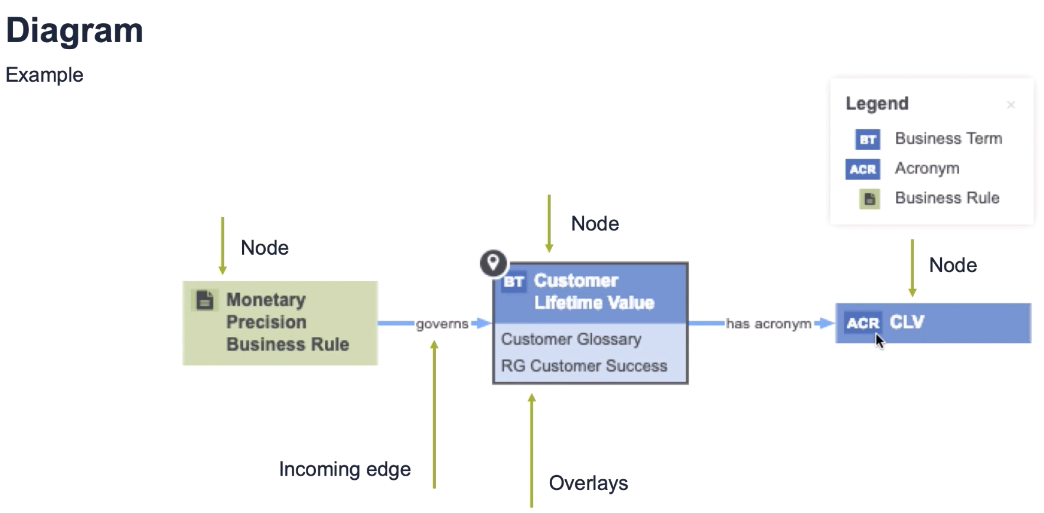 Diagram
Example
Legend
BT Business Term
ACR Acronym
Business Rule
Node
Node
Node
Monetary
Precision
Business Rule
governs
BT Customer
Lifetime Value
Customer Glossary
RG Customer Success
has acronym
ACR CLV
Incoming edge
Overlays